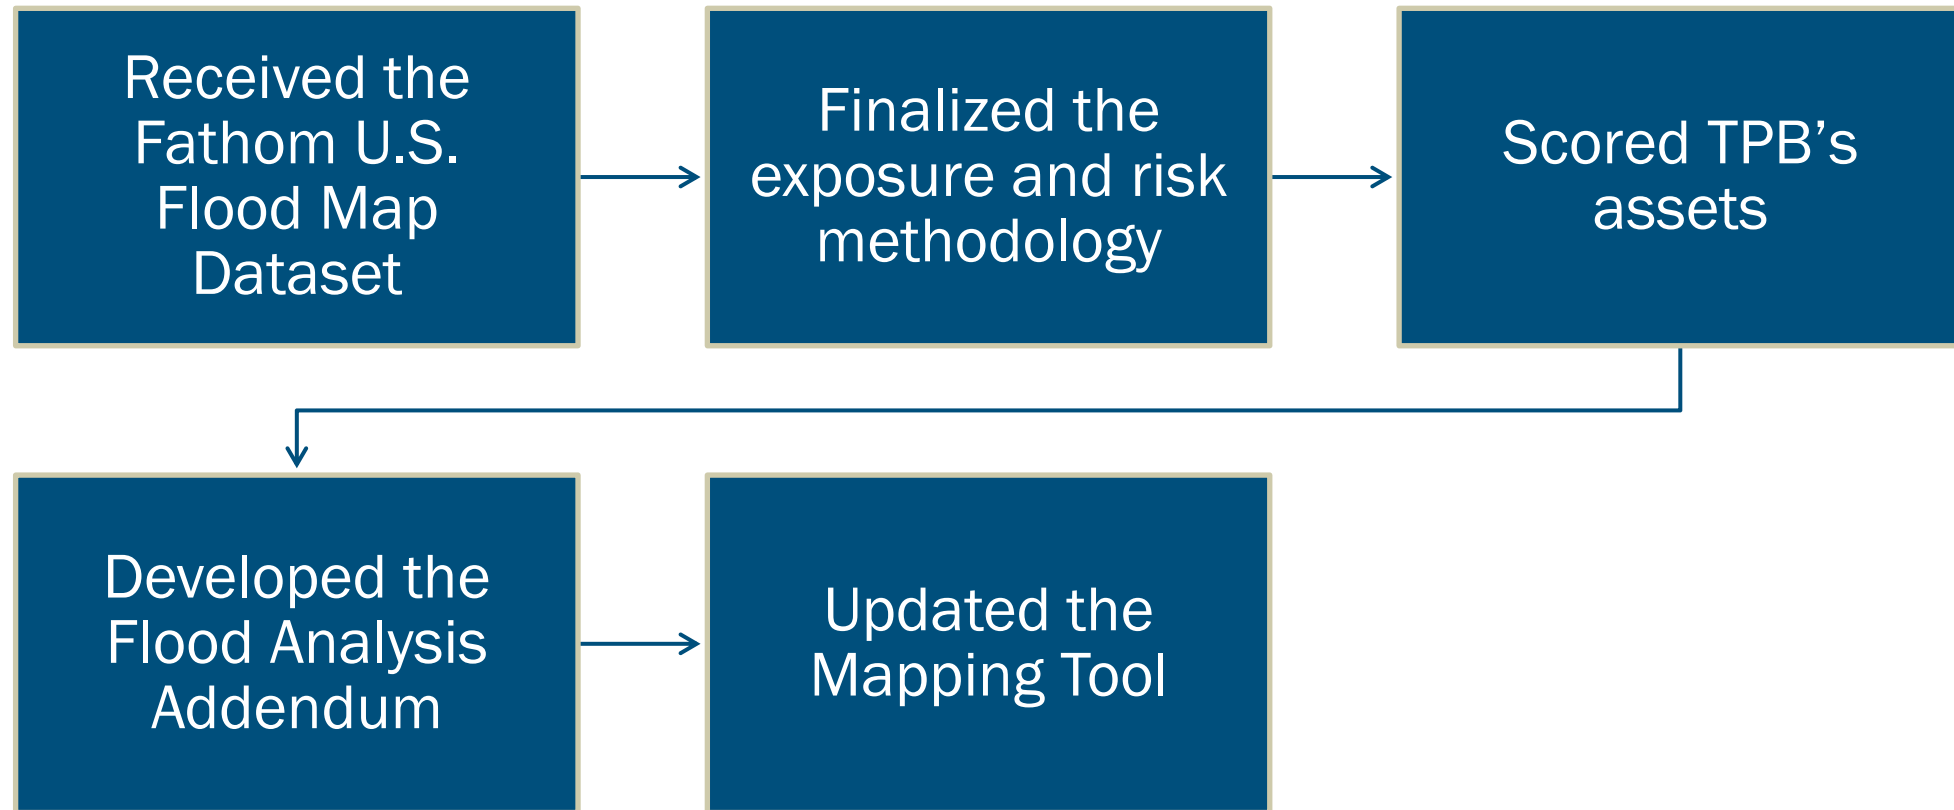 Received the
Fathom U.S.
Flood Map
Dataset
Finalized the
exposure and risk
methodology
Scored TPB’s
assets
Developed the
Flood Analysis
Addendum
Updated the
Mapping Tool